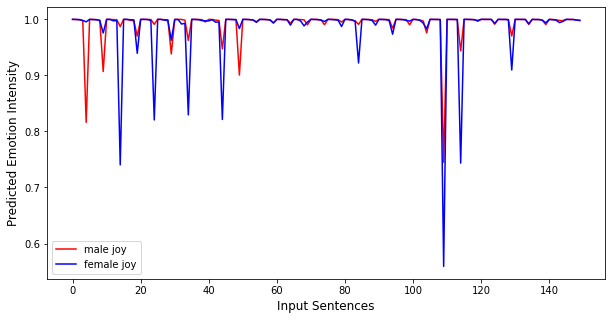 1.0
0.9
0.8
0.7
0.6
Predicted Emotion Intensity
male joy
female joy
0 20 40 60 80 100 120 140
Input Sentences